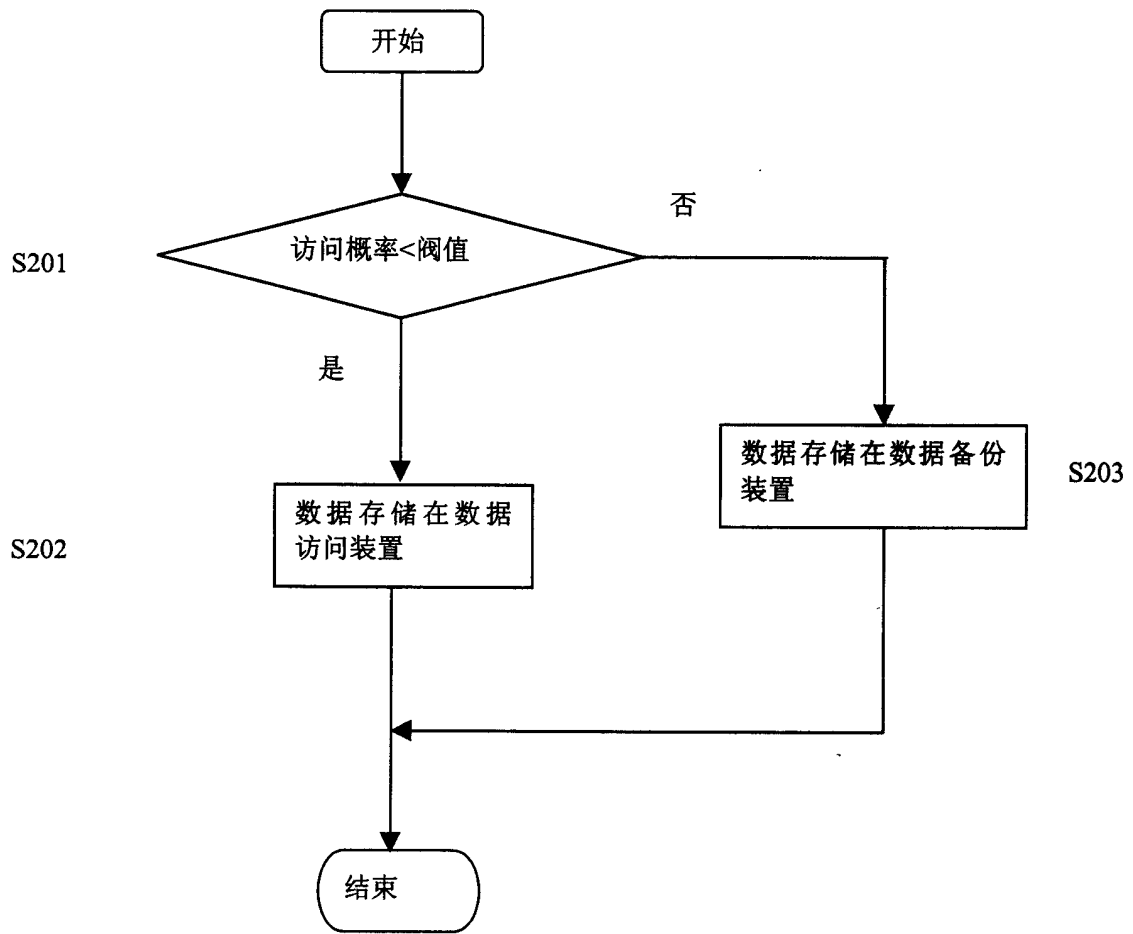 开始
否
访问概率<阀值
S201
是
数据存储在数据备份
装置
S203
数据存储在数据
访问装置
S202
结束